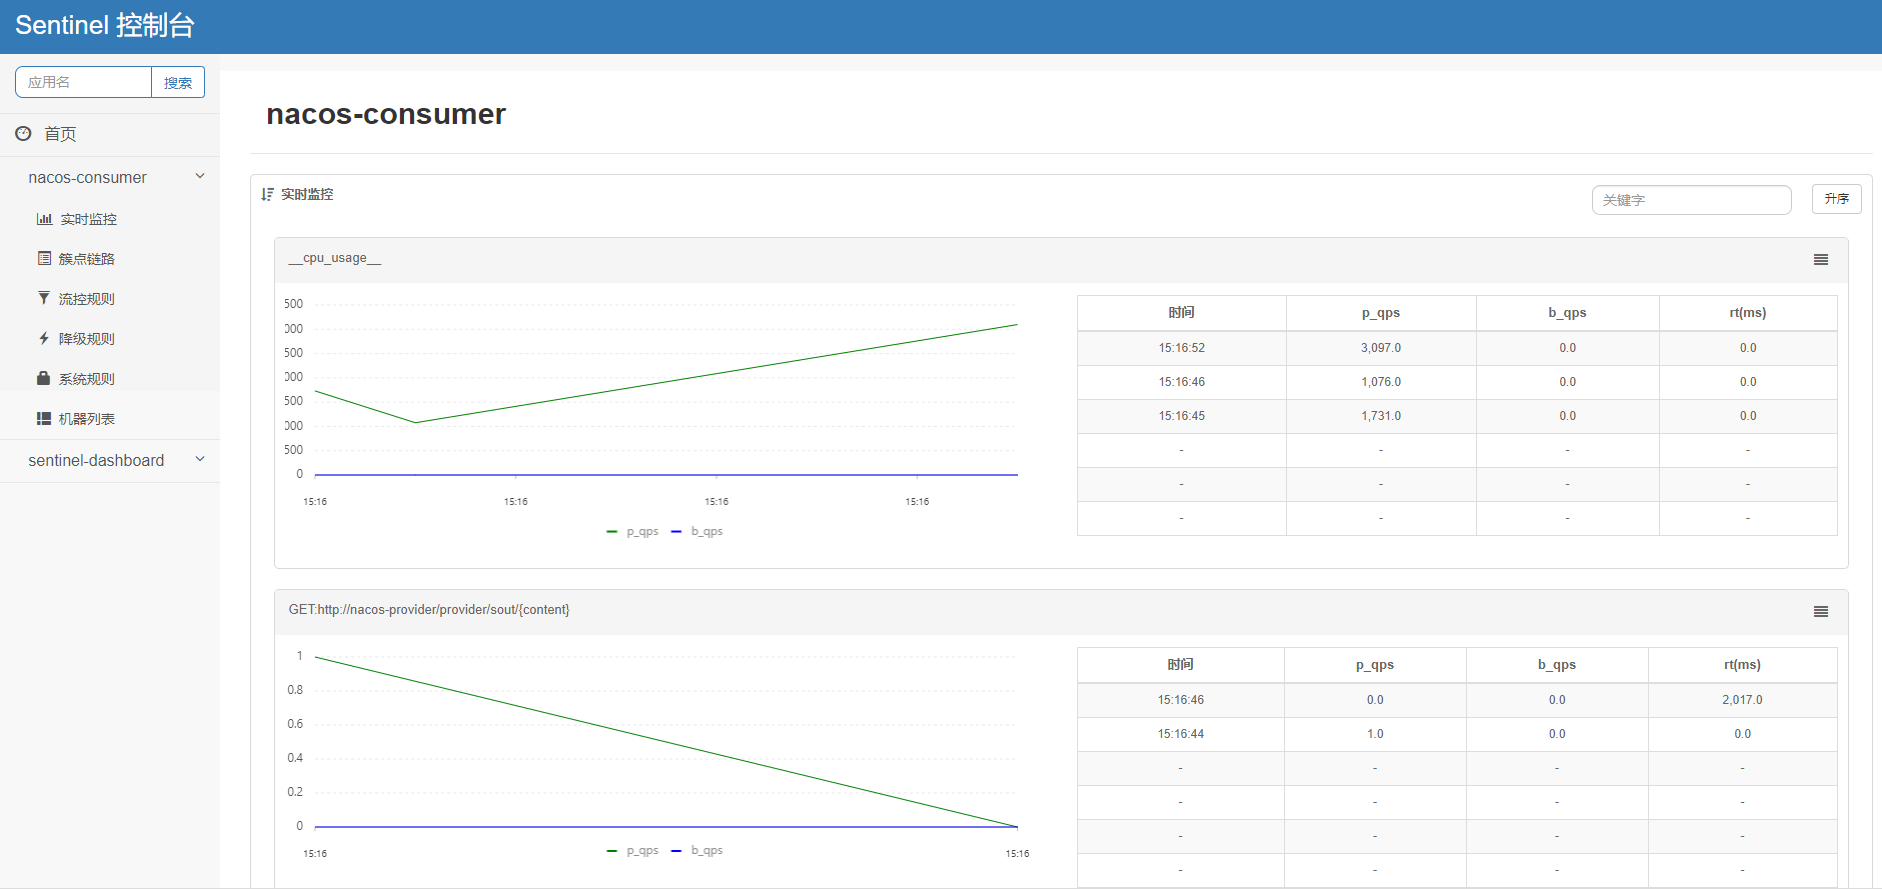 Sentinel 控制台
应用名 搜索
首页
nacos-consumer
实时监控
簇点链路
流控规则
降级规则
系统规则
机器列表
sentinel-dashboard
nacos-consumer
实时监控 关键字 升序
__cpu_usage__
500
000
500
000
500
000
500
0
15:16 15:16 15:16 15:16
p_qps b_qps
时间 p_qps b_qps rt(ms)
15:16:52 3,097.0 0.0 0.0
15:16:46 1,076.0 0.0 0.0
15:16:45 1,731.0 0.0 0.0
- - - -
- - - -
- - - -
GET:http://nacos-provider/provider/sout/{content}
1
0.8
0.6
0.4
0.2
0
15:16 15:16
p_qps b_qps
时间 p_qps b_qps rt(ms)
15:16:46 0.0 0.0 2,017.0
15:16:44 1.0 0.0 0.0
- - - -
- - - -
- - - -
- - - -